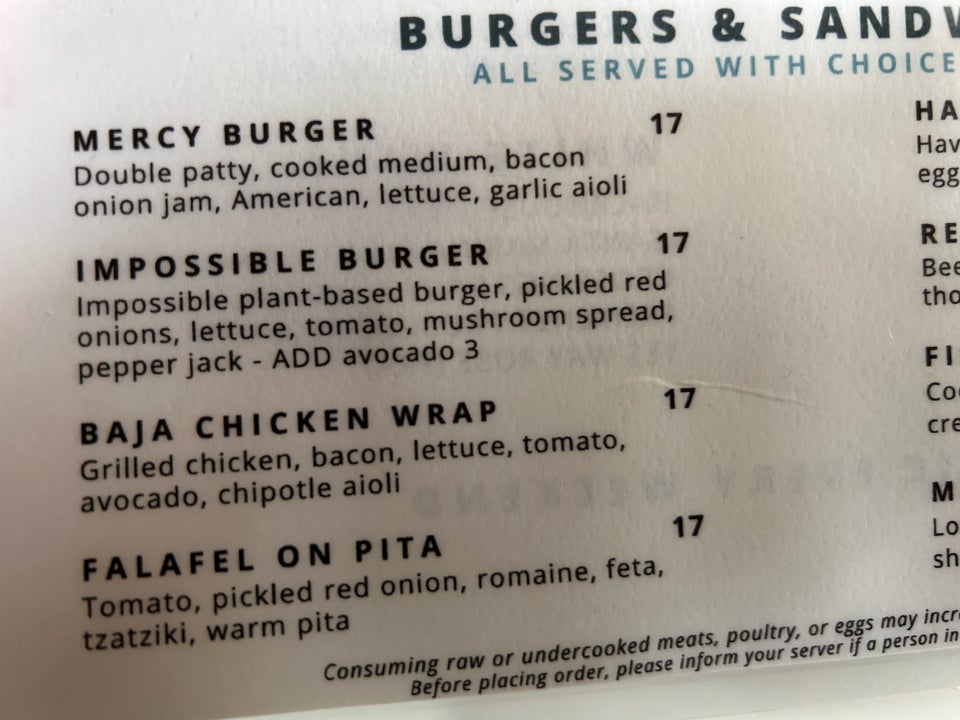 BURGERS & SAND
ALL SERVED WITH CHOICE
MERCY BURGER 17
Double patty, cooked medium, bacon
onion jam, American, lettuce, garlic aioli
IMPOSSIBLE BURGER 17
Impossible plant-based burger, pickled red
onions, lettuce, tomato, mushroom spread,
pepper jack - ADD avocado 3
BAJA CHICKEN WRAP 17
Grilled chicken, bacon, lettuce, tomato,
avocado, chipotle aioli
FALAFEL ON PITA 17
Tomato, pickled red onion, romaine, feta,
tzatziki, warm pita
HA
Hav
egg
RE
Bee
tho
FI
Co
cre
M
Lo
sh
Consuming raw or undercooked meats, poultry, or eggs may incre
Before placing order, please inform your server if a person in